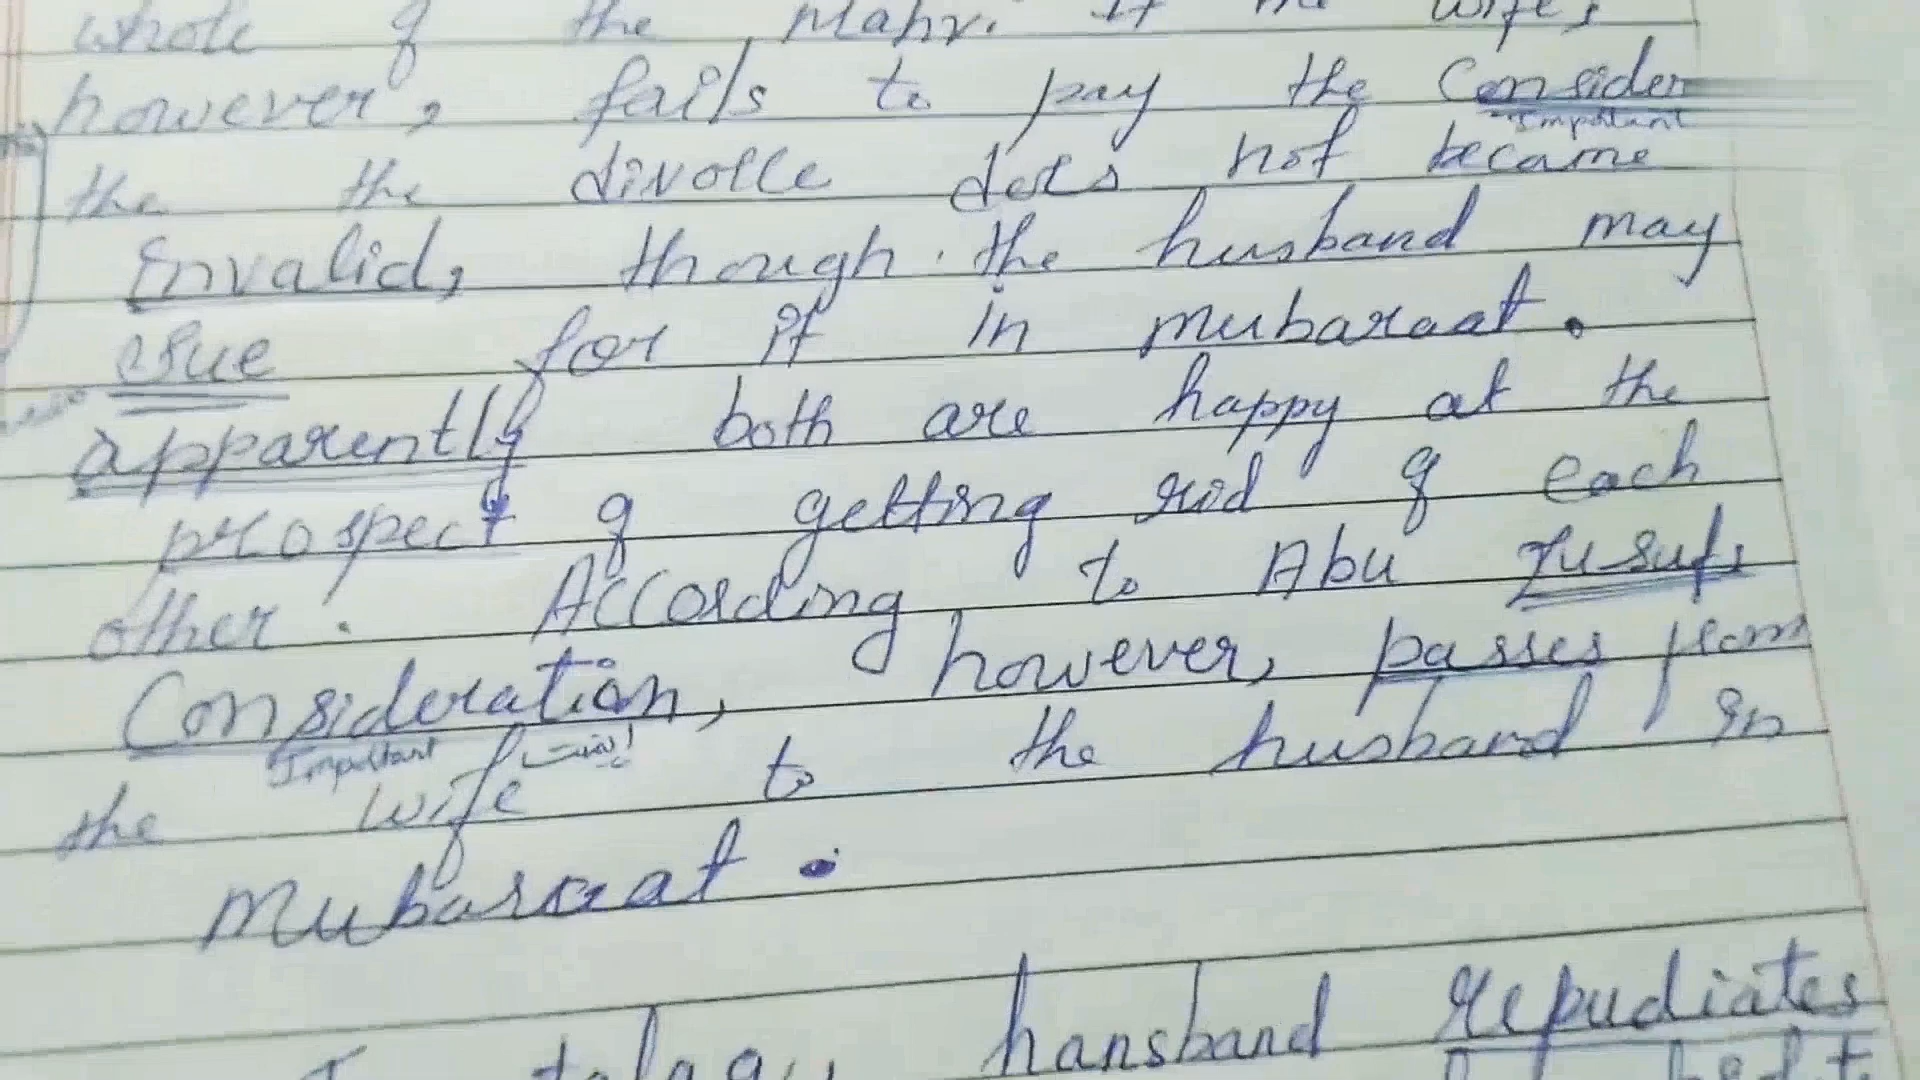 whole of the Mahr. If the wife,
however, fails to pay the Consider
Important
the the divorce does not became
invalid, though the husband may
sue for it in mubaraat.
apparently both are happy at the
prospect of getting rid of each
other. According to Abu Yusufs
Consideration, however, passes from
Important
the wife to the husband in
Mubaraat.
In talaq, hansband repudiates